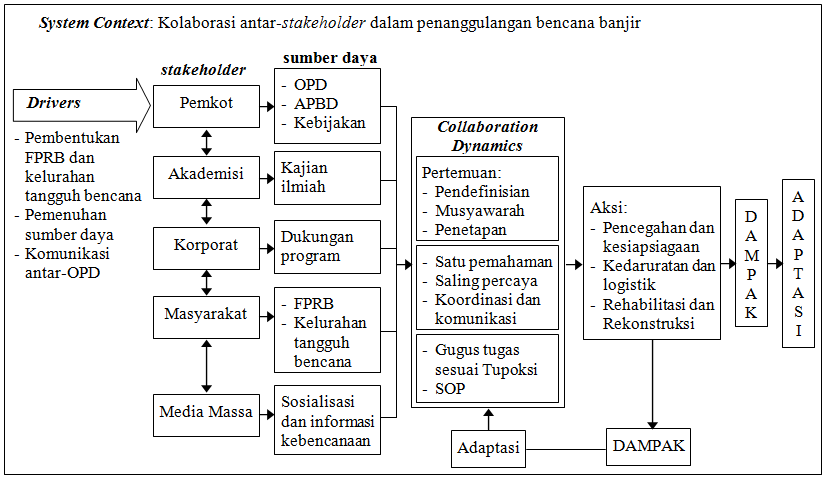 System Context: Kolaborasi antar-stakeholder dalam penanggulangan bencana banjir
Drivers
- Pembentukan
FPRB dan
kelurahan
tangguh bencana
- Pemenuhan
sumber daya
- Komunikasi
antar-OPD
stakeholder
Pemkot
Akademisi
Korporat
Masyarakat
Media Massa
sumber daya
- OPD
- APBD
- Kebijakan
Kajian
ilmiah
Dukungan
program
- FPRB
- Kelurahan
tangguh
bencana
Sosialisasi
dan informasi
kebencanaan
Collaboration
Dynamics
Pertemuan:
- Pendefinisian
- Musyawarah
- Penetapan
- Satu pemahaman
- Saling percaya
- Koordinasi dan
komunikasi
- Gugus tugas
sesuai Tupoksi
- SOP
Aksi:
- Pencegahan dan
kesiapsiagaan
- Kedaruratan dan
logistik
- Rehabilitasi dan
Rekonstruksi
DAMPAK
ADAPTASI
Adaptasi
DAMPAK